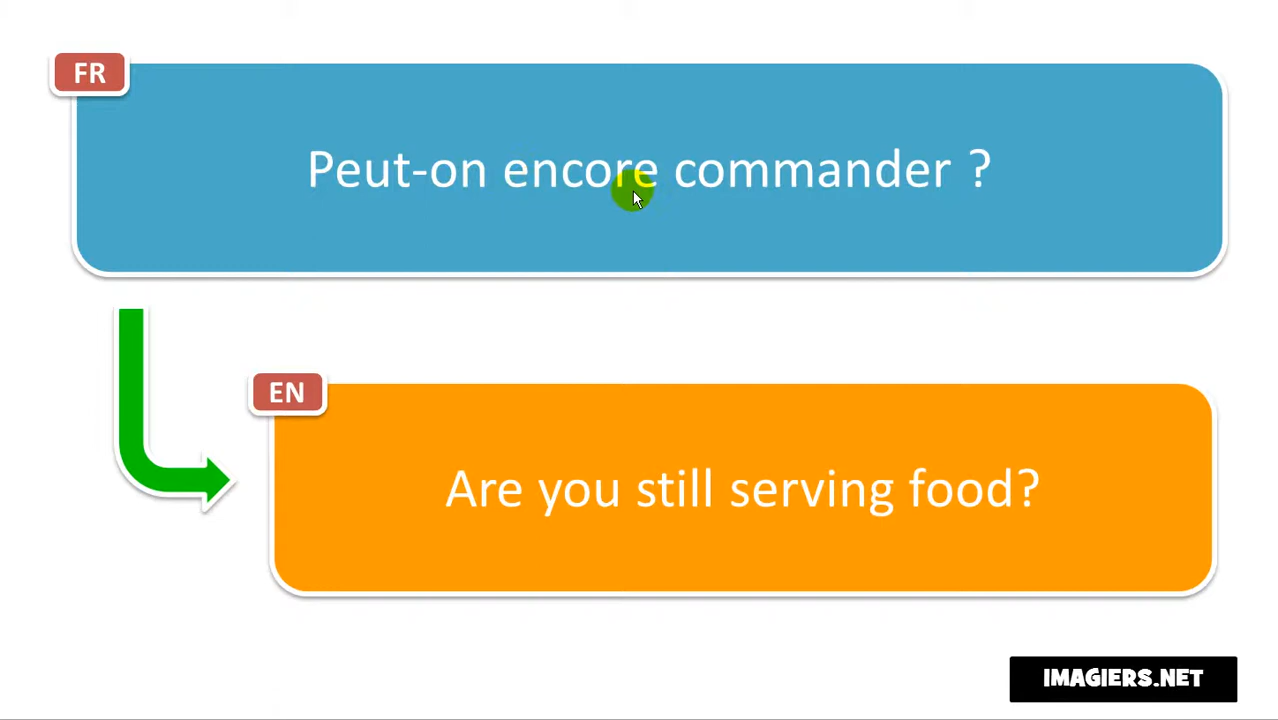 FR
Peut-on encore commander ?
EN
Are you still serving food?
IMAGIERS.NET